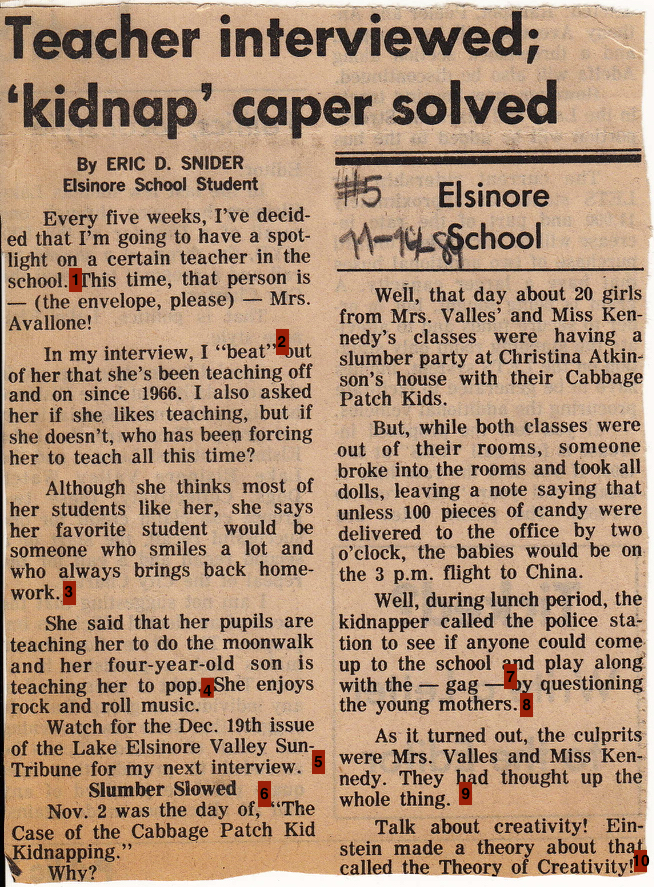 Teacher interviewed;
'kidnap' caper solved
By ERIC D. SNIDER
Elsinore School Student
Every five weeks, I've decid-
ed that I'm going to have a spot-
light on a certain teacher in the
school. 1 This time, that person is
— (the envelope, please) — Mrs.
Avallone!
In my interview, I "beat" 2 out
of her that she's been teaching off
and on since 1966. I also asked
her if she likes teaching, but if
she doesn't, who has been forcing
her to teach all this time?
Although she thinks most of
her students like her, she says
her favorite student would be
someone who smiles a lot and
who always brings back home-
work. 3
She said that her pupils are
teaching her to do the moonwalk
and her four-year-old son is
teaching her to pop. 4 She enjoys
rock and roll music.
Watch for the Dec. 19th issue
of the Lake Elsinore Valley Sun-
Tribune for my next interview. 5
Slumber Slowed 6
Nov. 2 was the day of, "The
Case of the Cabbage Patch Kid
Kidnapping."
Why?
#5
Elsinore
11-14-84
School
Well, that day about 20 girls
from Mrs. Valles' and Miss Ken-
nedy's classes were having a
slumber party at Christina Atkin-
son's house with their Cabbage
Patch Kids.
But, while both classes were
out of their rooms, someone
broke into the rooms and took all
dolls, leaving a note saying that
unless 100 pieces of candy were
delivered to the office by two
o'clock, the babies would be on
the 3 p.m. flight to China.
Well, during lunch period, the
kidnapper called the police sta-
tion to see if anyone could come
up to the school and play along
with the — gag — 7 by questioning
the young mothers. 8
As it turned out, the culprits
were Mrs. Valles and Miss Ken-
nedy. They had thought up the
whole thing. 9
Talk about creativity! Ein-
stein made a theory about that
called the Theory of Creativity! 10